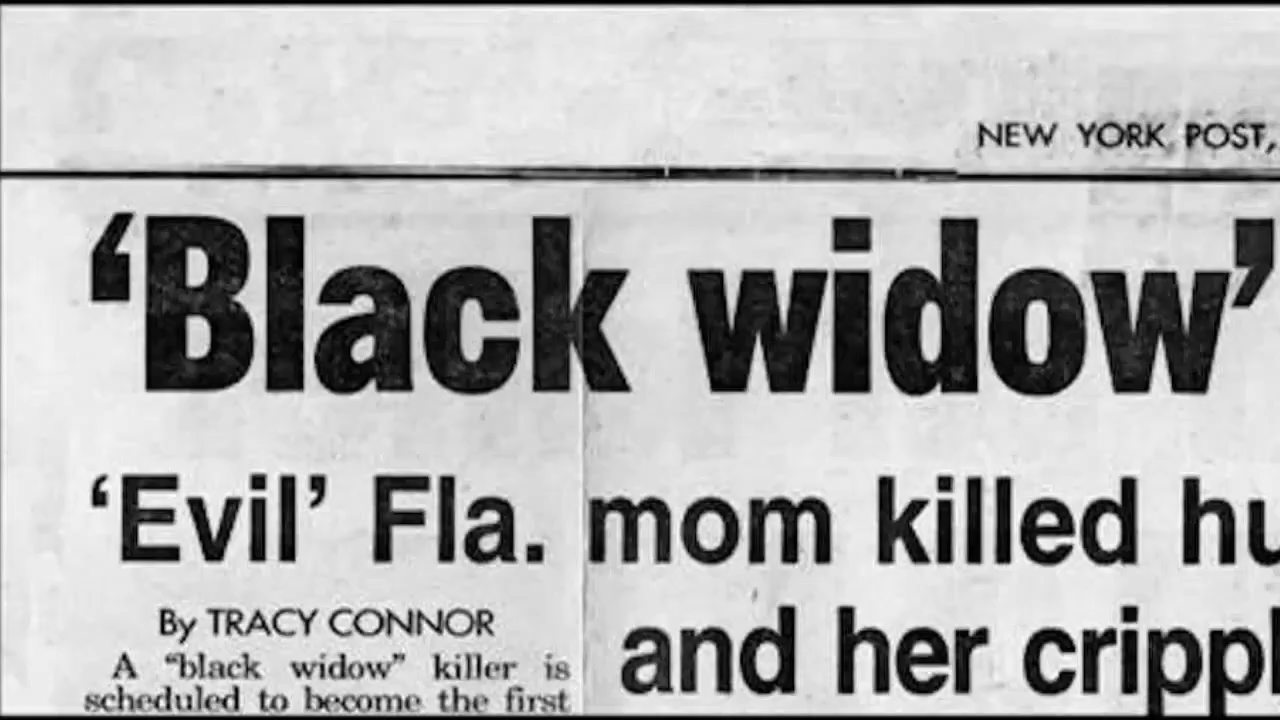 NEW YORK POST,
‘Black widow’
‘Evil’ Fla. mom killed hu
and her crippl
By TRACY CONNOR
A “black widow” killer is
scheduled to become the first